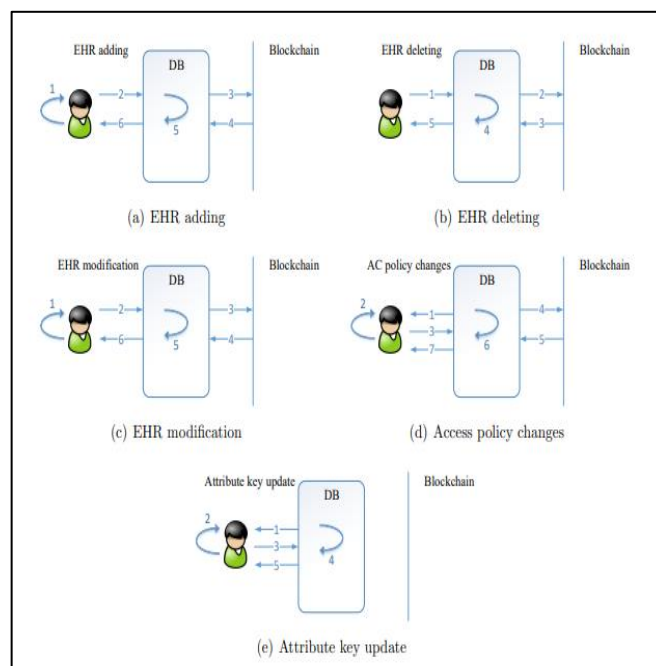 EHR adding
DB
Blockchain
1
2
3
6
5
4
(a) EHR adding
EHR deleting
DB
Blockchain
1
2
5
4
3
(b) EHR deleting
EHR modification
DB
Blockchain
1
2
3
6
5
4
(c) EHR modification
AC policy changes
DB
Blockchain
2
1
4
3
7
6
5
(d) Access policy changes
Attribute key update
DB
Blockchain
2
1
3
4
5
(e) Attribute key update